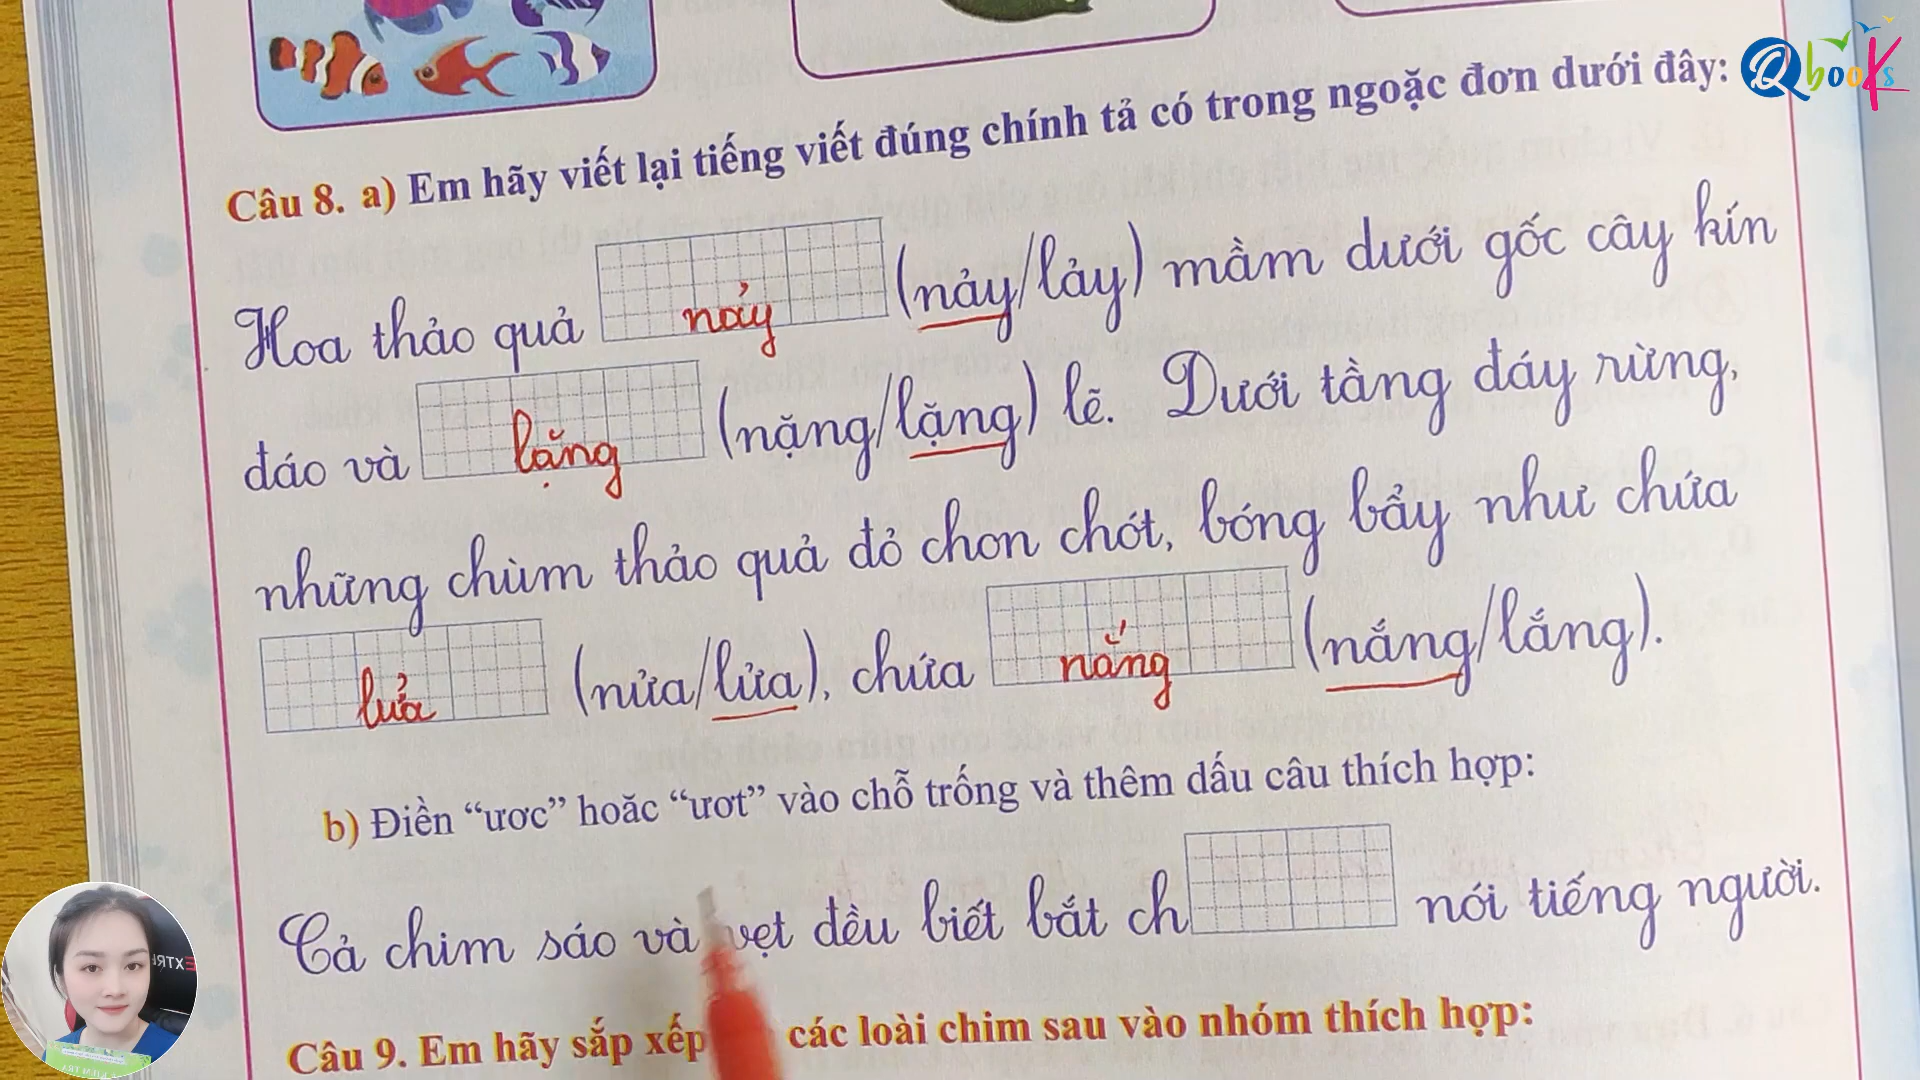 Qbooks
Câu 8. a) Em hãy viết lại tiếng viết đúng chính tả có trong ngoặc đơn dưới đây:
Hoa thảo quả nảy (nảy/lảy) mầm dưới gốc cây kín
đáo và lặng (nặng/lặng) lẽ. Dưới tầng đáy rừng,
những chùm thảo quả đỏ chon chót, bóng bẩy như chứa
lửa (nửa/lửa), chứa nắng (nắng/lắng).
b) Điền “ươc” hoặc “ươt” vào chỗ trống và thêm dấu câu thích hợp:
Cả chim sáo và vẹt đều biết bắt ch nói tiếng người.
Câu 9. Em hãy sắp xếp các loài chim sau vào nhóm thích hợp: